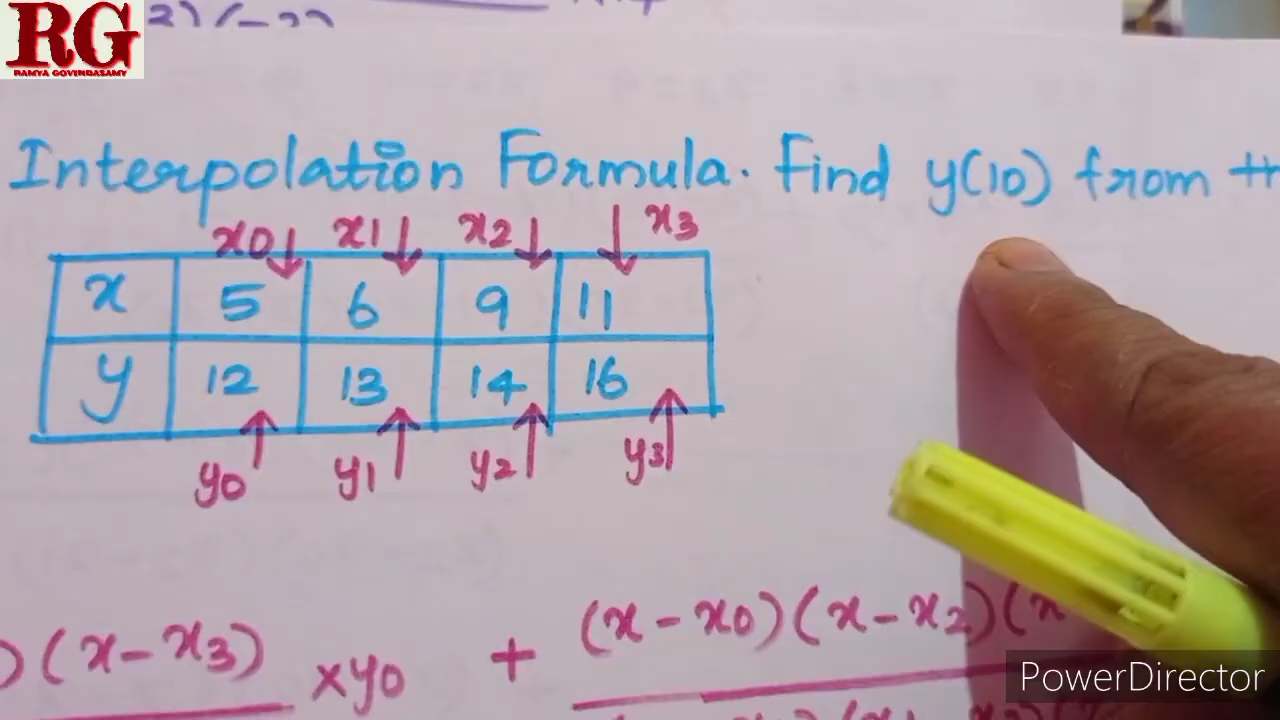 RG
RAMYA GOVINDASAMY
Interpolation Formula. Find y(10) from
x0 x1 x2 x3
x 5 6 9 11
y 12 13 14 16
y0 y1 y2 y3
)(x-x3) xy0 + (x-x0)(x-x2)(x
PowerDirector